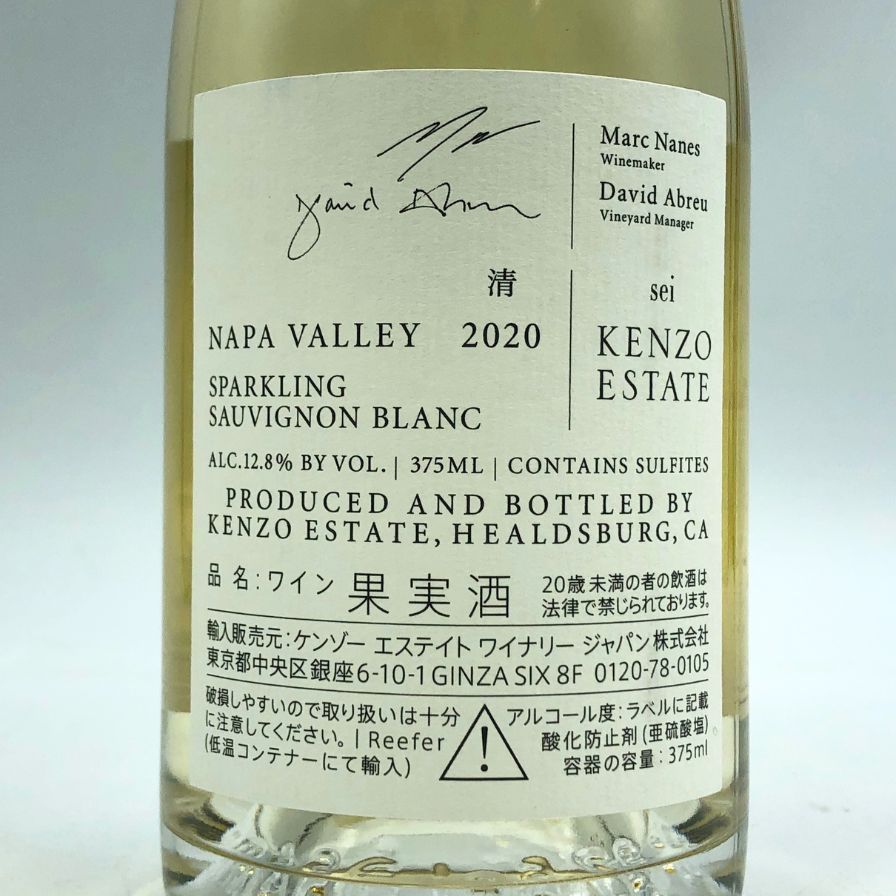 David Abreu
Marc Nanes
Winemaker
David Abreu
Vineyard Manager
清
sei
NAPA VALLEY 2020
KENZO
ESTATE
SPARKLING
SAUVIGNON BLANC
ALC.12.8% BY VOL. | 375ML | CONTAINS SULFITES
PRODUCED AND BOTTLED BY
KENZO ESTATE, HEALDSBURG, CA
品 名：ワイン 果実酒
20歳未満の者の飲酒は
法律で禁じられております。
輸入販売元：ケンゾー エステイト ワイナリー ジャパン株式会社
東京都中央区銀座6-10-1 GINZA SIX 8F 0120-78-0105
破損しやすいので取り扱いは十分
に注意してください。 | Reefer
(低温コンテナーにて輸入)
!
アルコール度：ラベルに記載
酸化防止剤(亜硫酸塩)
容器の容量：375ml